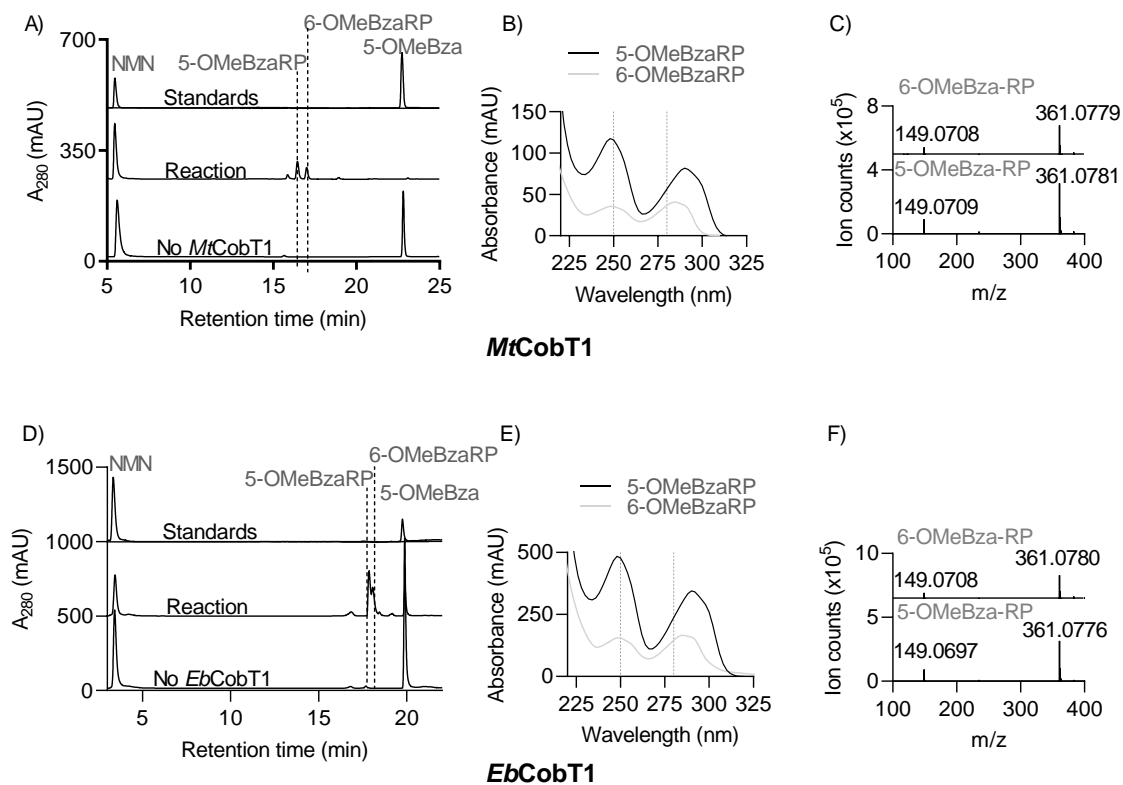 A)
6-OMeBzaRP
700
NMN
5-OMeBzaRP
5-OMeBza
Standards
350
Reaction
No MtCobT1
0
A280 (mAU)
5 10 15 20 25
Retention time (min)
B)
5-OMeBzaRP
6-OMeBzaRP
150
100
50
0
Absorbance (mAU)
225 250 275 300 325
Wavelength (nm)
C)
8
6-OMeBza-RP
361.0779
149.0708
4
5-OMeBza-RP
361.0781
149.0709
0
Ion counts (x10^5)
100 200 300 400
m/z
MtCobT1
D)
1500
NMN
6-OMeBzaRP
5-OMeBzaRP
5-OMeBza
Standards
1000
Reaction
500
No EbCobT1
0
A280 (mAU)
5 10 15 20
Retention time (min)
E)
5-OMeBzaRP
6-OMeBzaRP
500
250
0
Absorbance (mAU)
225 250 275 300 325
Wavelength (nm)
F)
10
6-OMeBza-RP
361.0780
149.0708
5
5-OMeBza-RP
361.0776
149.0697
0
Ion counts (x10^5)
100 200 300 400
m/z
EbCobT1